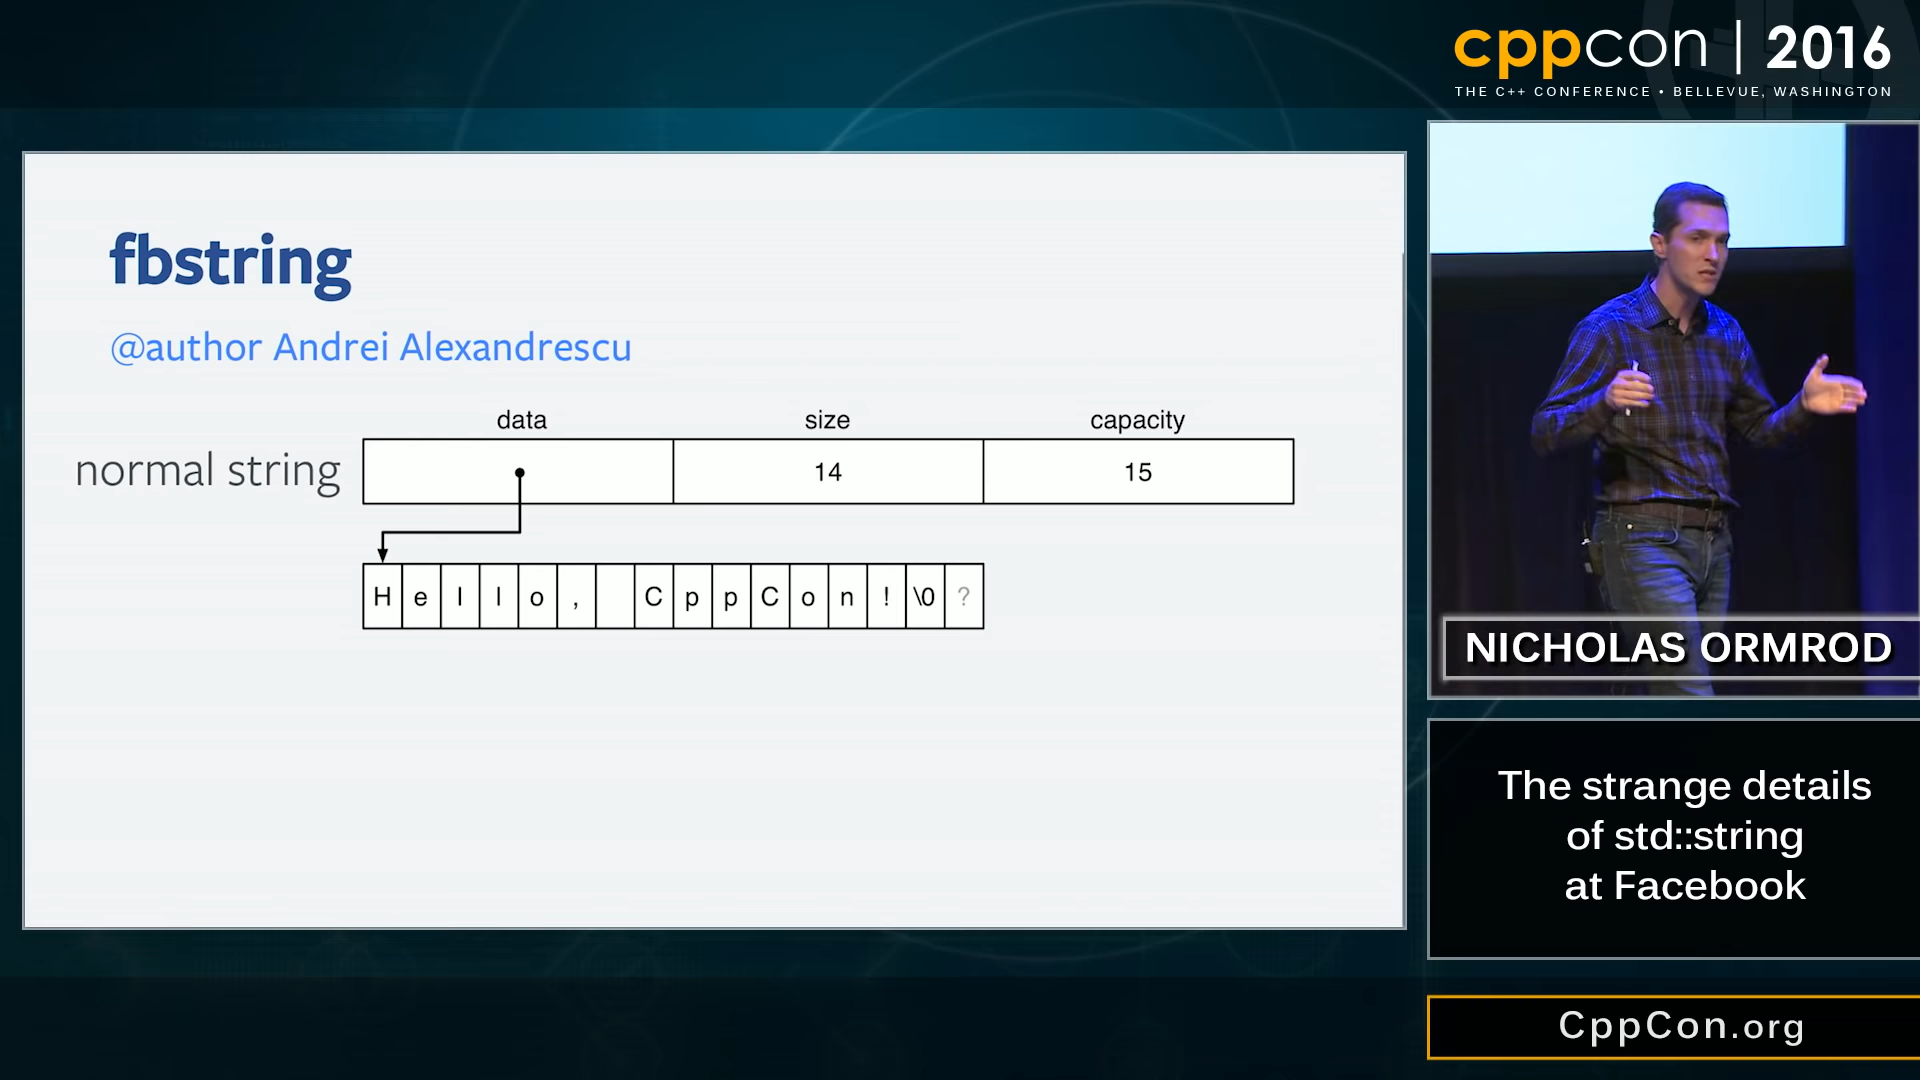 cppcon | 2016
THE C++ CONFERENCE • BELLEVUE, WASHINGTON
fbstring
@author Andrei Alexandrescu
data size capacity
normal string 14 15
H e l l o , C p p C o n ! \0 ?
NICHOLAS ORMROD
The strange details
of std::string
at Facebook
CppCon.org